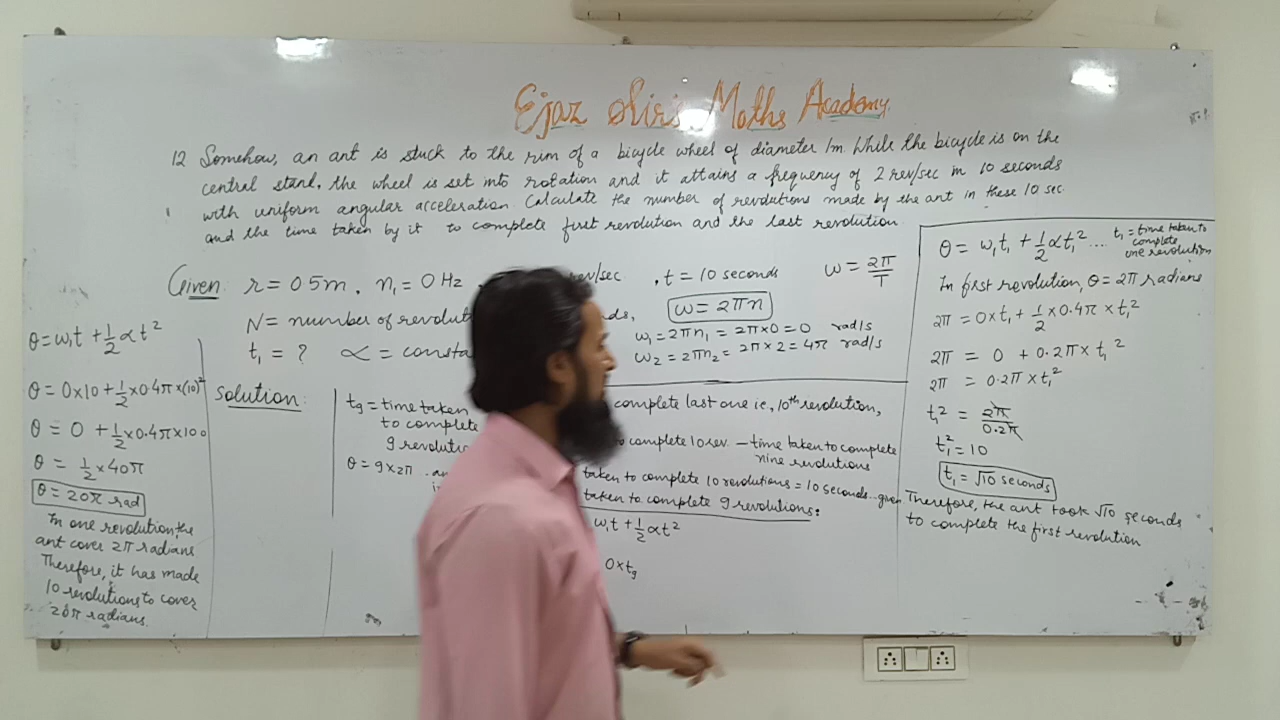 Ejaz Sir's Maths Academy
12 Somehow, an ant is stuck to the rim of a bicycle wheel of diameter 1m. While the bicycle is on the
central stand, the wheel is set into rotation and it attains a frequency of 2 rev/sec in 10 seconds
with uniform angular acceleration. Calculate the number of revolutions made by the ant in these 10 sec.
and the time taken by it to complete first revolution and the last revolution.
Given: r = 0.5m, n₁ = 0 Hz
rev/sec , t = 10 seconds
N = number of
t₁ = ? α =
ω = 2π/T
ω = 2πn
ω₁ = 2πn₁ = 2π×0 = 0 rad/s
ω₂ = 2πn₂ = 2π×2 = 4π rad/s
Solution:
θ = ω₁t + ½αt²
θ = 0×10 + ½×0.4π×(10)²
θ = 0 + ½×0.4π×100
θ = ½×40π
θ = 20π rad
In one revolution, the
ant cover 2π radians
Therefore, it has made
10 revolutions to cover
20π radians.
θ = ω₁t₁ + ½αt₁² .... t₁ = time taken to
complete
one revolution
In first revolution, θ = 2π radians
2π = 0×t₁ + ½×0.4π×t₁²
2π = 0 + 0.2π×t₁²
2π = 0.2π×t₁²
t₁² = 2π/0.2π
t₁² = 10
t₁ = √10 seconds
Therefore, the ant took √10 seconds
to complete the first revolution
complete last one i.e., 10th revolution,
to complete 10 rev. – time taken to complete
nine revolutions
taken to complete 10 revolutions = 10 seconds...given
taken to complete 9 revolutions:
ω₁t + ½αt²
0×t₉
t₉ = time taken
to complete
9
θ = 9×2π